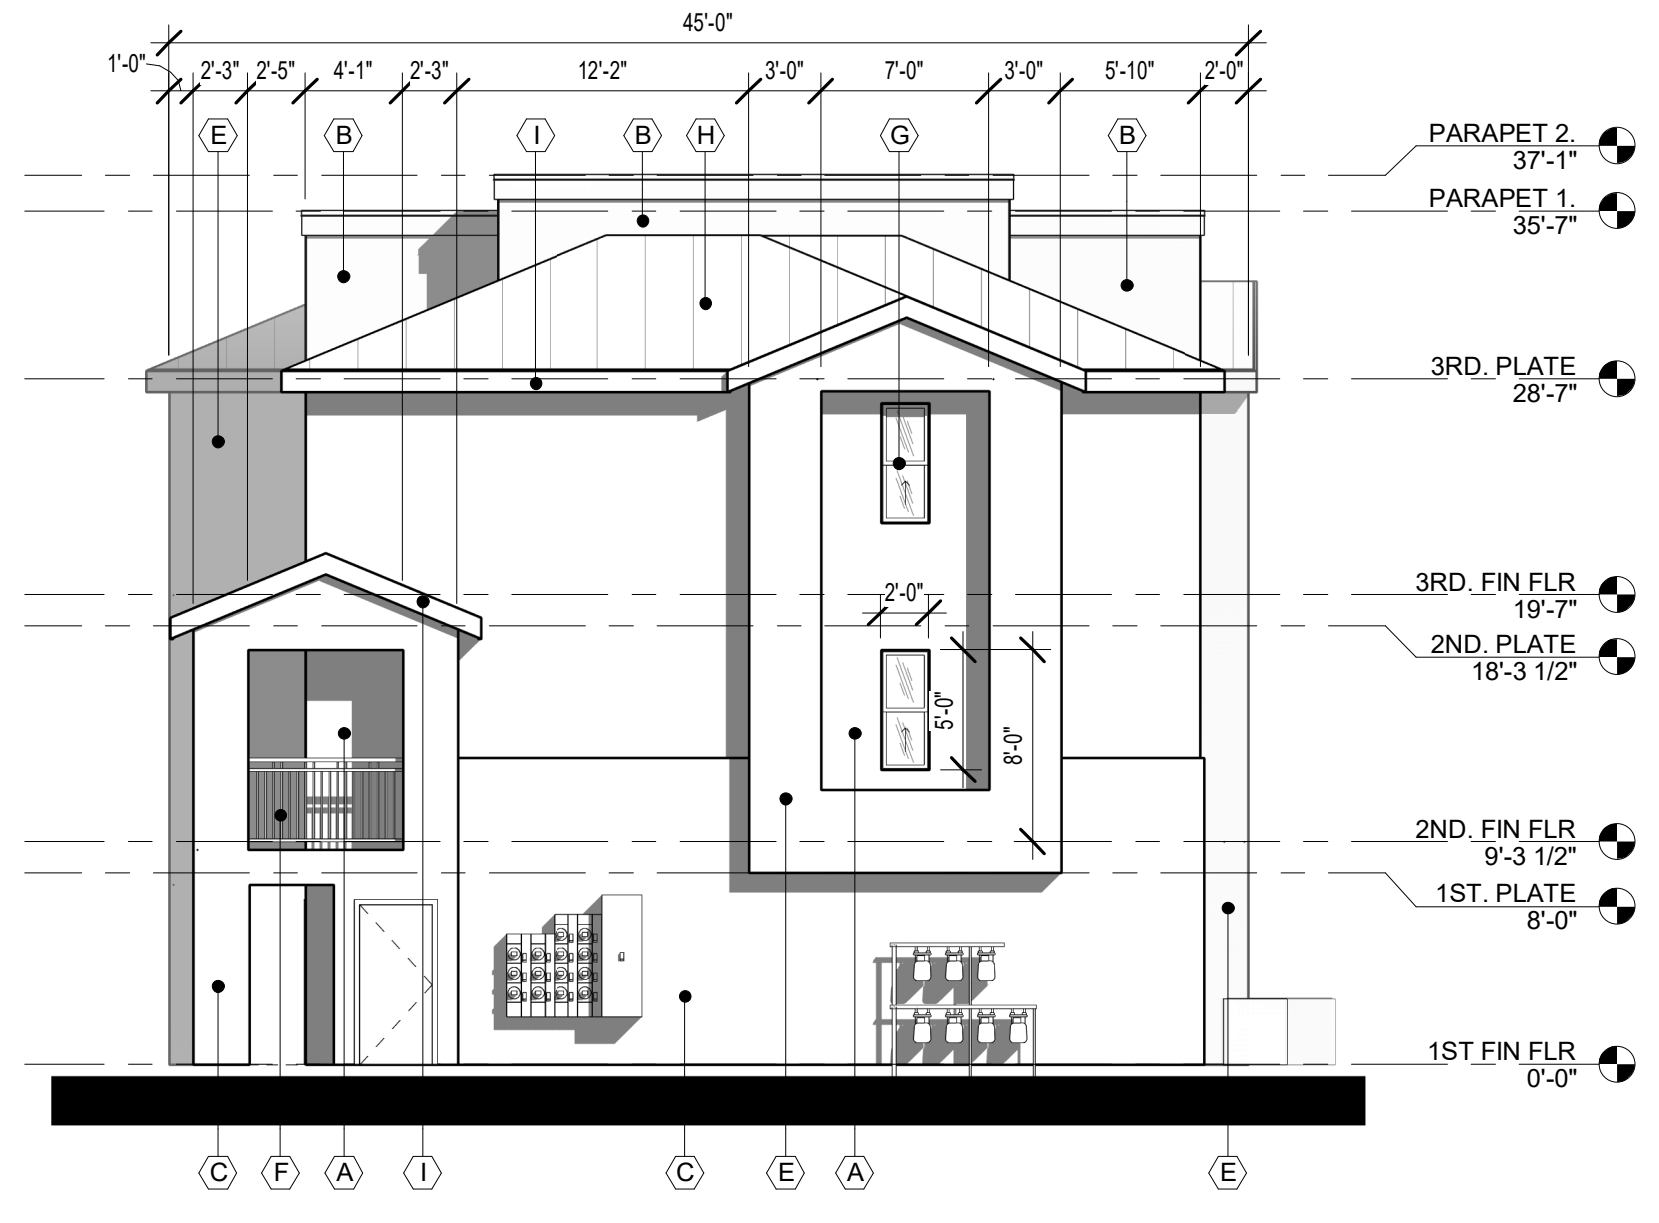 45'-0"
1'-0"
2'-3"
2'-5"
4'-1"
2'-3"
12'-2"
3'-0"
7'-0"
3'-0"
5'-10"
2'-0"
E
B
I
B
H
G
B
PARAPET 2.
37'-1"
PARAPET 1.
35'-7"
3RD. PLATE
28'-7"
3RD. FIN FLR
19'-7"
2'-0"
2ND. PLATE
18'-3 1/2"
5'-0"
8'-0"
2ND. FIN FLR
9'-3 1/2"
1ST. PLATE
8'-0"
1ST FIN FLR
0'-0"
C
F
A
I
C
E
A
E